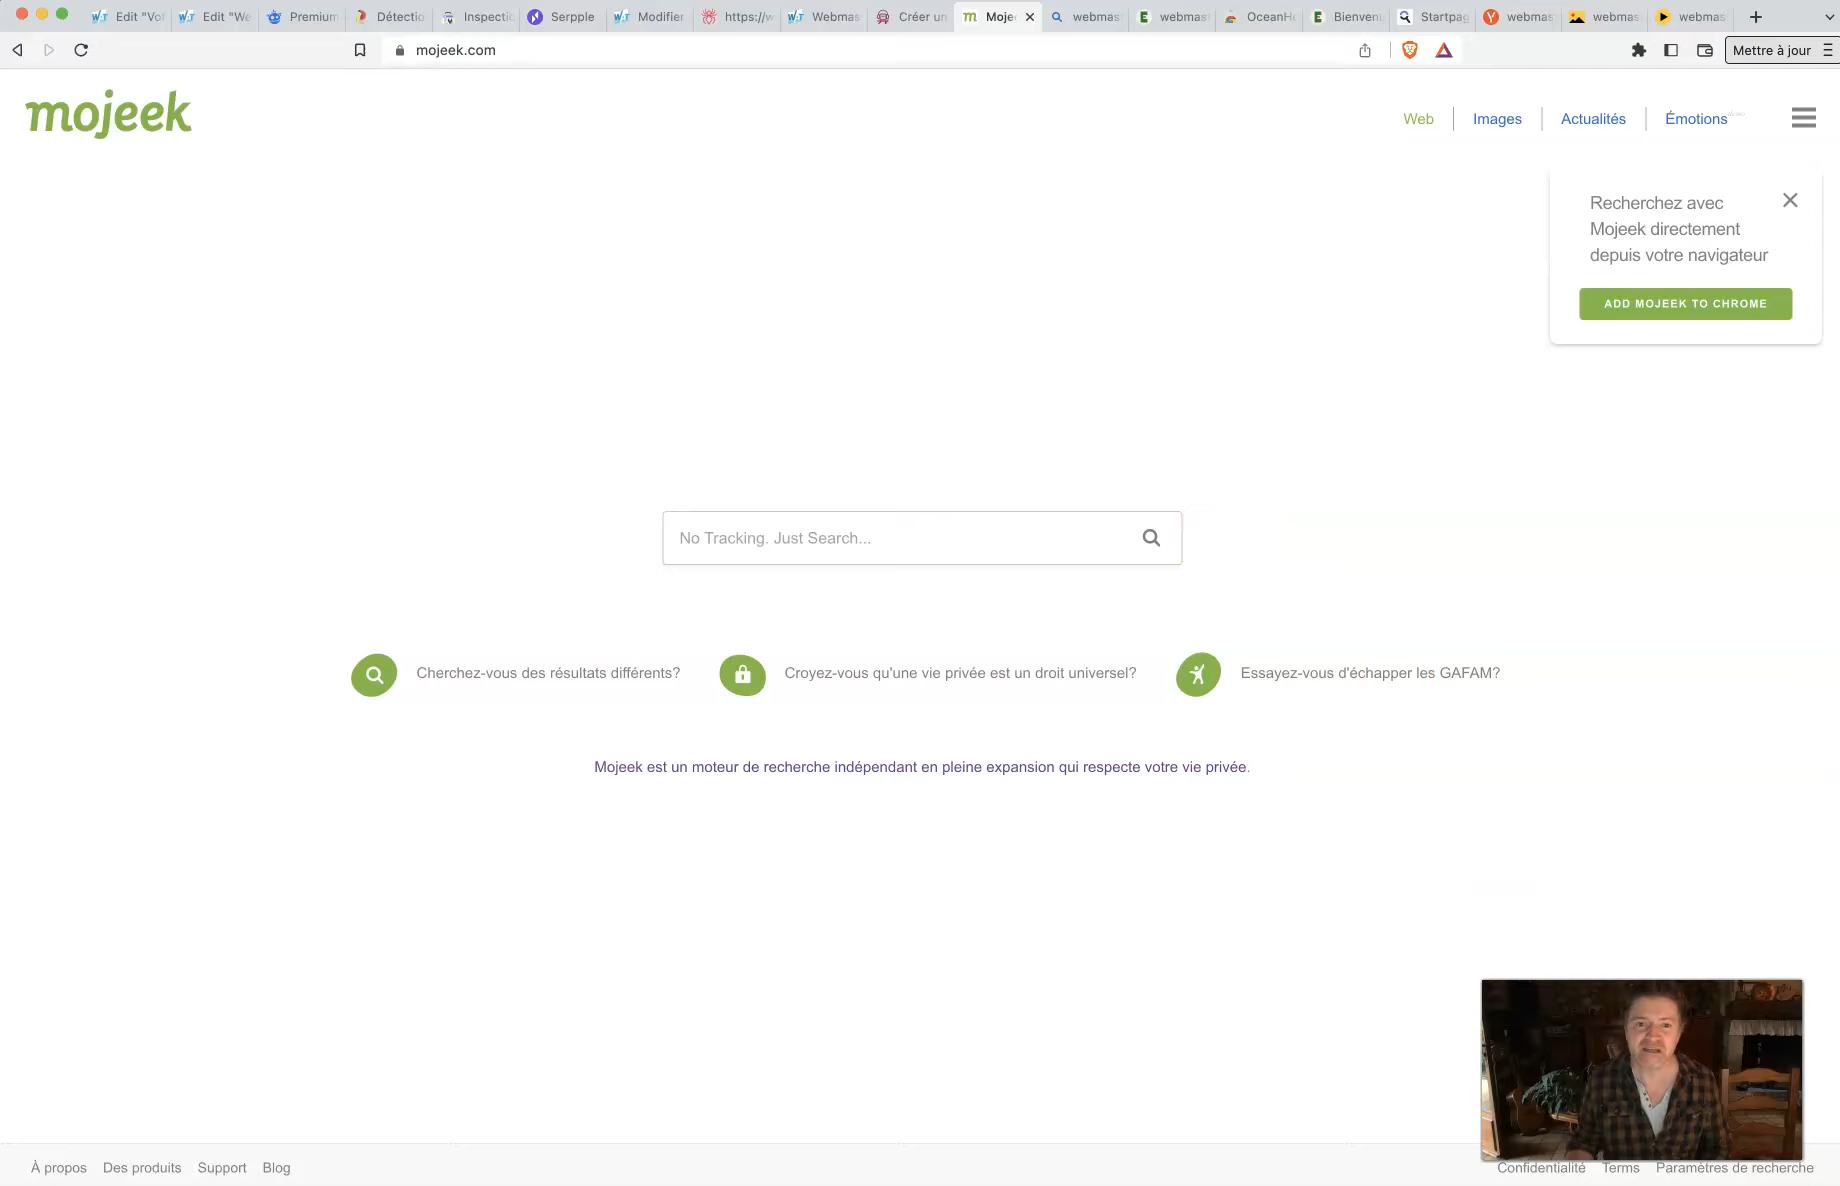 Edit "Vot
Edit "We
Premium
Détectio
Inspectio
Serpple
Modifier
https://w
Webmas
Créer un
Moje
webmas
webmast
OceanHe
Bienvenu
Startpag
webmas
webmas
webmas
mojeek.com
Mettre à jour
mojeek
Web
Images
Actualités
Émotions
Recherchez avec
Mojeek directement
depuis votre navigateur
ADD MOJEEK TO CHROME
No Tracking. Just Search...
Cherchez-vous des résultats différents?
Croyez-vous qu'une vie privée est un droit universel?
Essayez-vous d'échapper les GAFAM?
Mojeek est un moteur de recherche indépendant en pleine expansion qui respecte votre vie privée.
À propos
Des produits
Support
Blog
Confidentialité
Terms
Paramètres de recherche